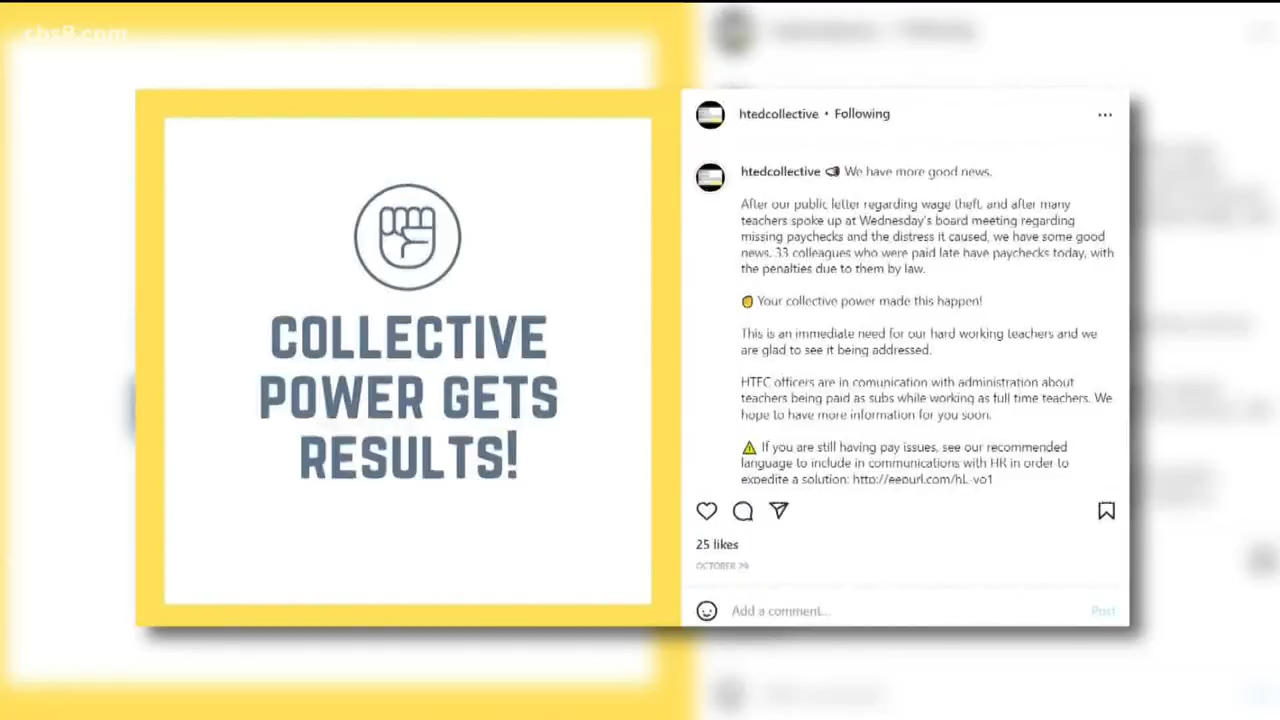 cbs8.com
COLLECTIVE
POWER GETS
RESULTS!
htedcollective • Following
htedcollective We have more good news.
After our public letter regarding wage theft, and after many
teachers spoke up at Wednesday's board meeting regarding
missing paychecks and the distress it caused, we have some good
news. 33 colleagues who were paid late have paychecks today, with
the penalties due to them by law.
Your collective power made this happen!
This is an immediate need for our hard working teachers and we
are glad to see it being addressed.
HTEC officers are in comunication with administration about
teachers being paid as subs while working as full time teachers. We
hope to have more information for you soon.
If you are still having pay issues, see our recommended
language to include in communications with HR in order to
expedite a solution: http://eepurl.com/hL-vo1
25 likes
OCTOBER 29
Add a comment...
Post